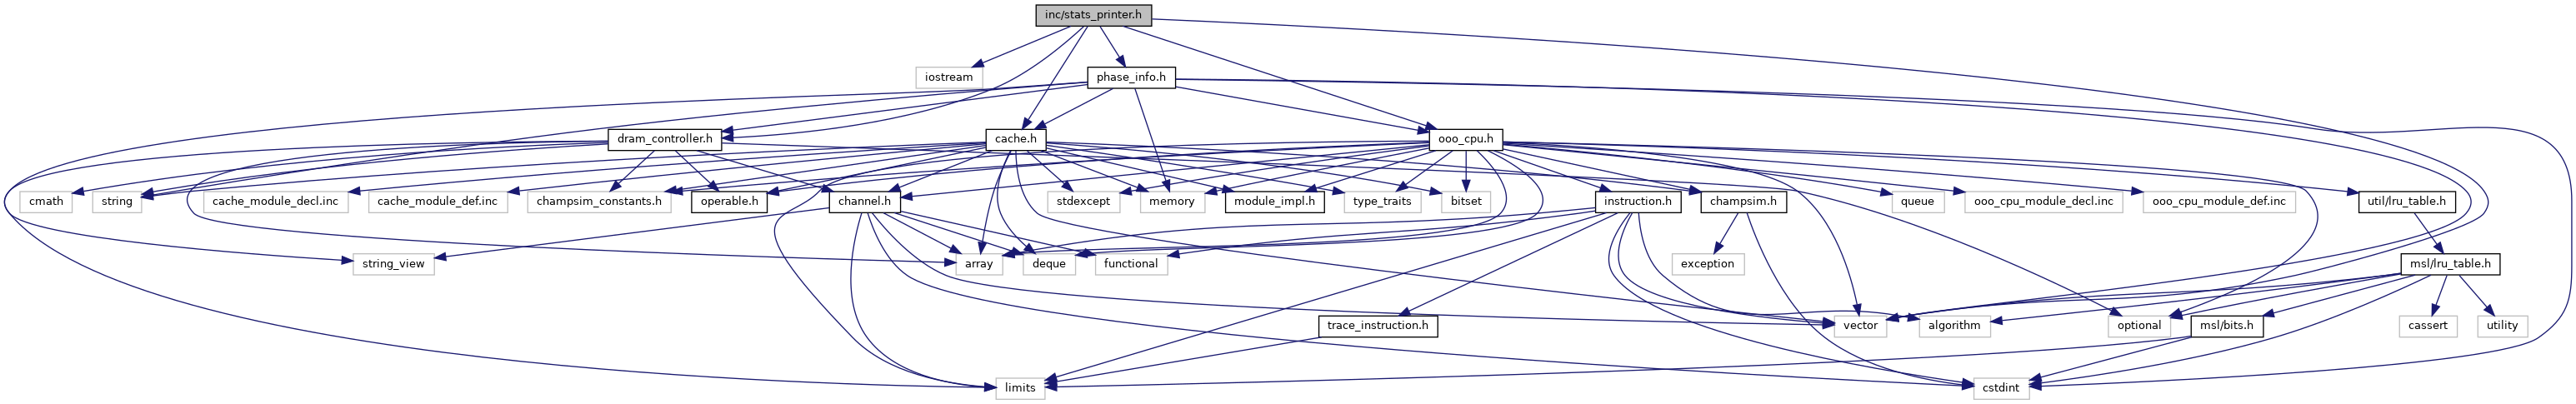 inc/stats_printer.h
iostream
phase_info.h
dram_controller.h
cache.h
ooo_cpu.h
cmath
string
cache_module_decl.inc
cache_module_def.inc
champsim_constants.h
operable.h
channel.h
stdexcept
memory
module_impl.h
type_traits
bitset
instruction.h
champsim.h
queue
ooo_cpu_module_decl.inc
ooo_cpu_module_def.inc
util/lru_table.h
string_view
array
deque
functional
exception
msl/lru_table.h
trace_instruction.h
vector
algorithm
optional
msl/bits.h
cassert
utility
limits
cstdint